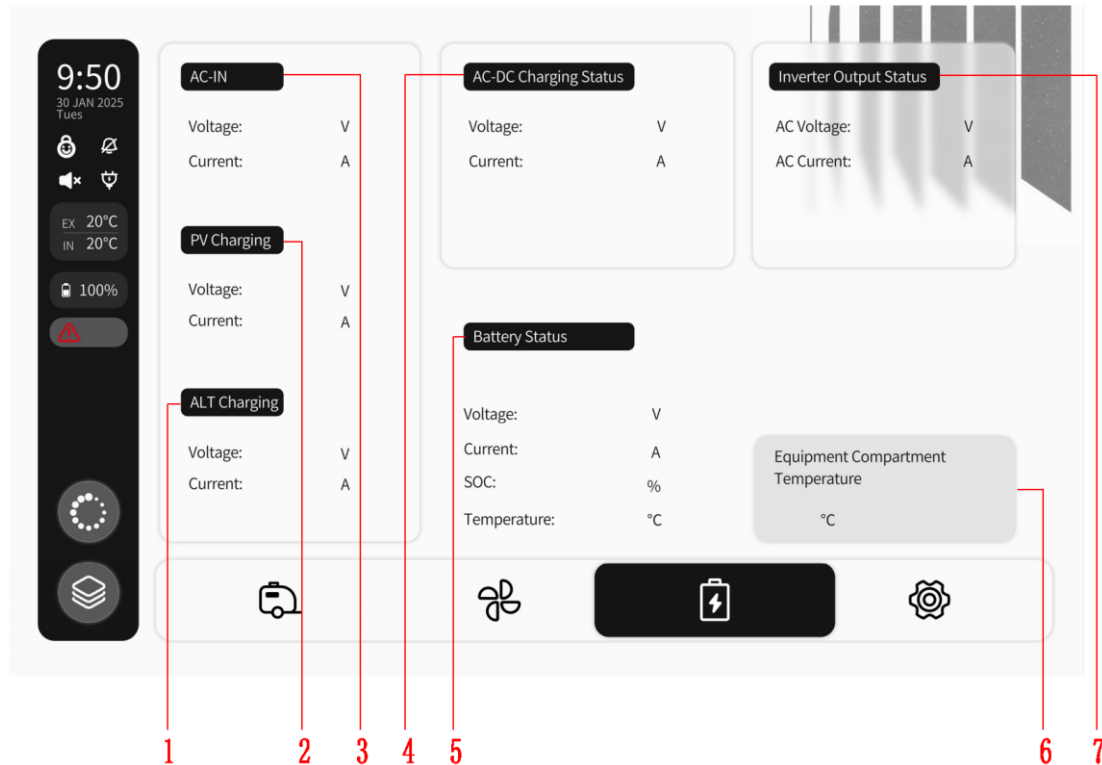 9:50
30 JAN 2025
Tues
EX 20°C
IN 20°C
100%
AC-IN
Voltage: V
Current: A
PV Charging
Voltage: V
Current: A
ALT Charging
Voltage: V
Current: A
AC-DC Charging Status
Voltage: V
Current: A
Inverter Output Status
AC Voltage: V
AC Current: A
Battery Status
Voltage: V
Current: A
SOC: %
Temperature: °C
Equipment Compartment
Temperature
°C
1 2 3 4 5 6 7